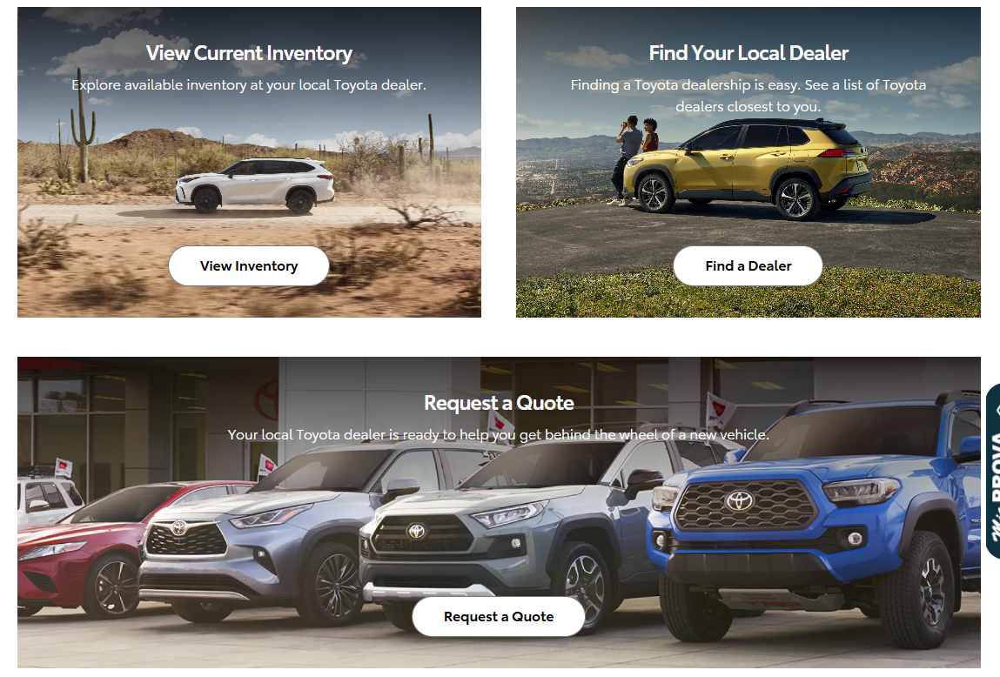 View Current Inventory
Explore available inventory at your local Toyota dealer.
View Inventory
Find Your Local Dealer
Finding a Toyota dealership is easy. See a list of Toyota
dealers closest to you.
Find a Dealer
Request a Quote
Your local Toyota dealer is ready to help you get behind the wheel of a new vehicle.
Request a Quote